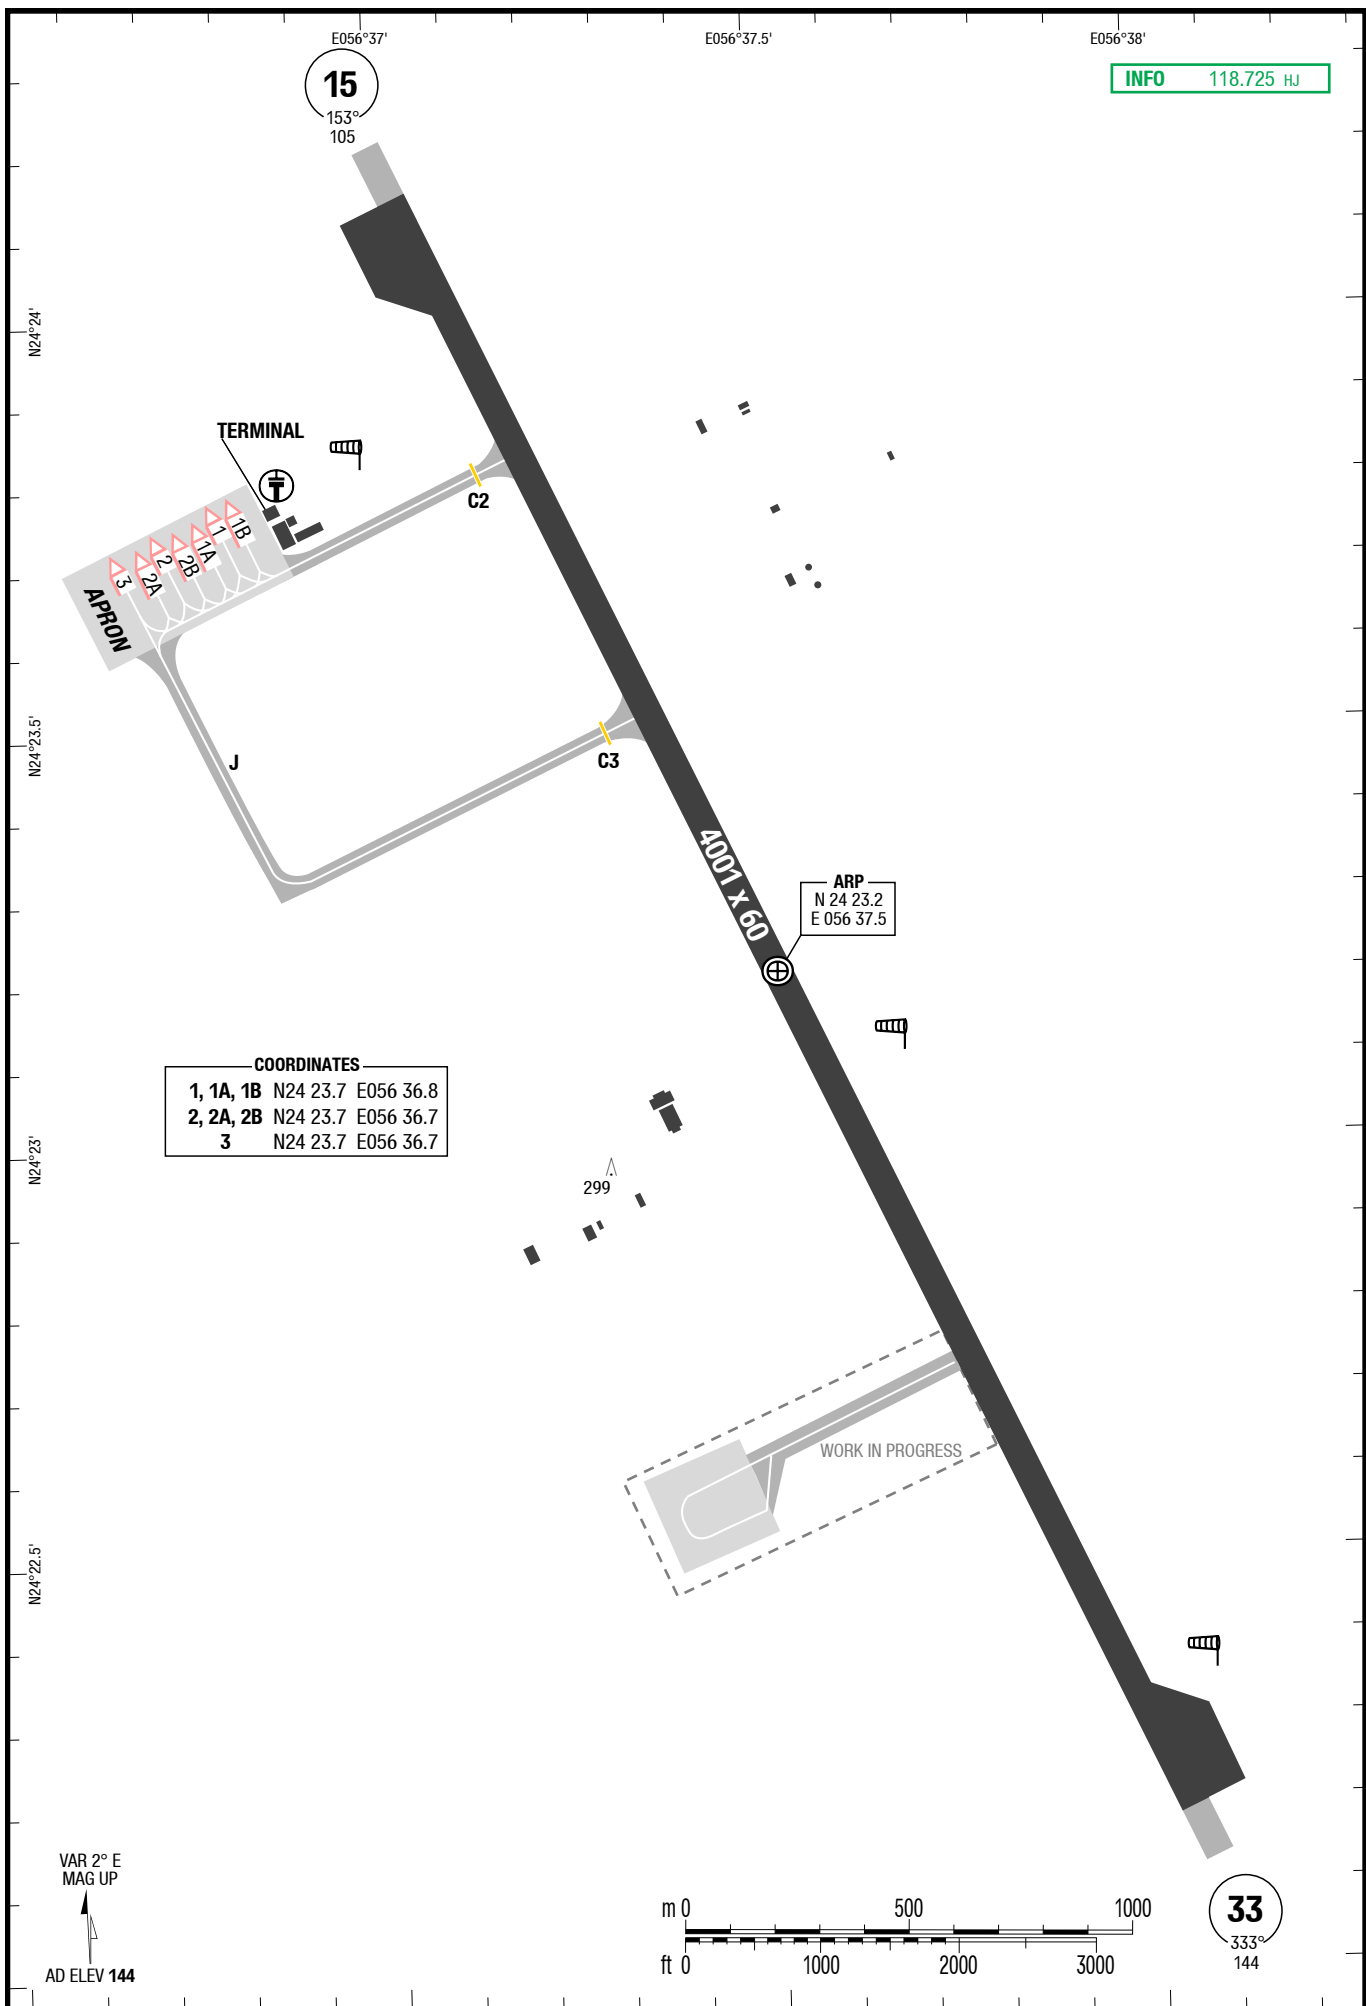 E056°37'
E056°37.5'
E056°38'
15
153°
105
INFO 118.725 HJ
N24°24'
TERMINAL
C2
1B
1
1A
2B
2
2A
3
APRON
N24°23.5'
J
C3
4001 x 60
ARP
N 24 23.2
E 056 37.5
COORDINATES
1, 1A, 1B N24 23.7 E056 36.8
2, 2A, 2B N24 23.7 E056 36.7
3 N24 23.7 E056 36.7
N24°23'
299
WORK IN PROGRESS
N24°22.5'
VAR 2° E
MAG UP
AD ELEV 144
m 0 500 1000
ft 0 1000 2000 3000
33
333°
144